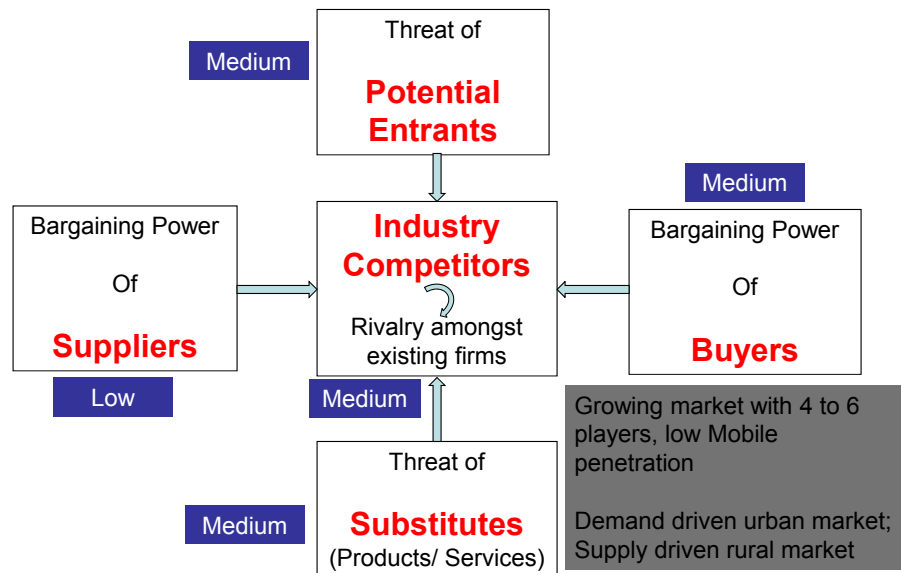 Threat of
Medium
Potential
Entrants
Medium
Bargaining Power
Of
Suppliers
Low
Industry
Competitors
Rivalry amongst
existing firms
Medium
Bargaining Power
Of
Buyers
Threat of
Medium
Substitutes
(Products/ Services)
Growing market with 4 to 6
players, low Mobile
penetration
Demand driven urban market;
Supply driven rural market